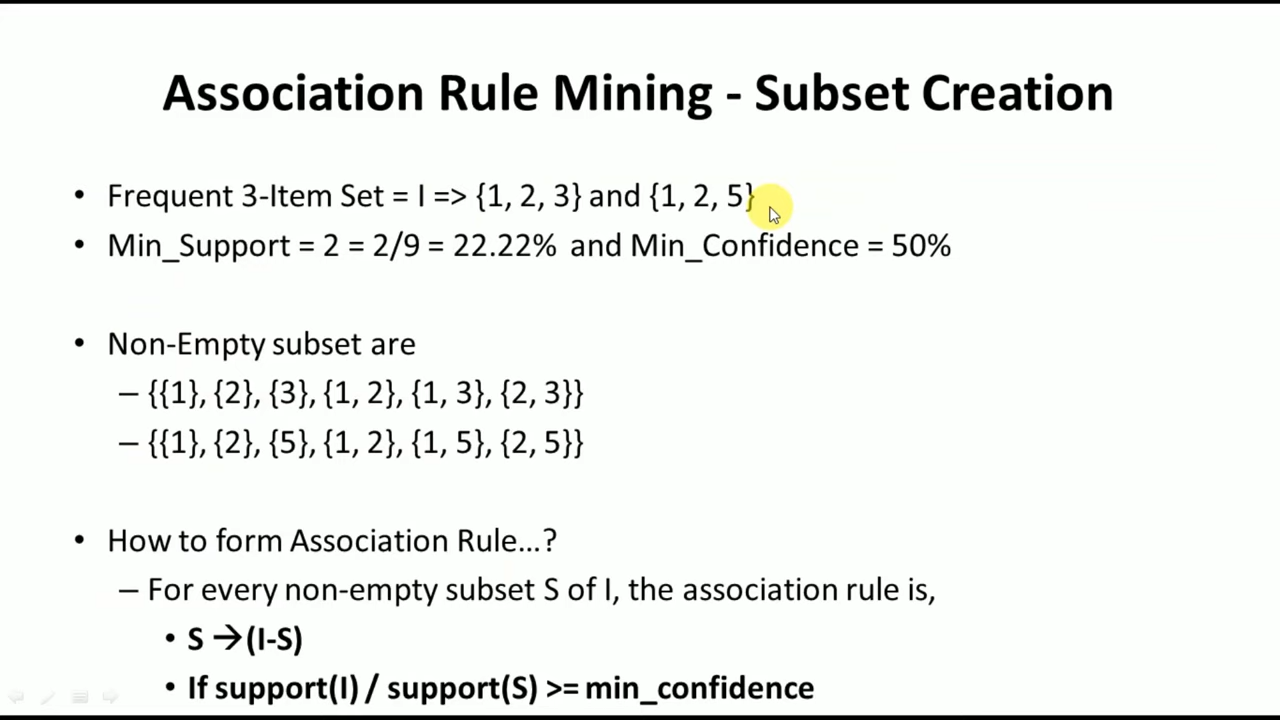 Association Rule Mining - Subset Creation
• Frequent 3-Item Set = I => {1, 2, 3} and {1, 2, 5}
• Min_Support = 2 = 2/9 = 22.22% and Min_Confidence = 50%
• Non-Empty subset are
– {{1}, {2}, {3}, {1, 2}, {1, 3}, {2, 3}}
– {{1}, {2}, {5}, {1, 2}, {1, 5}, {2, 5}}
• How to form Association Rule...?
– For every non-empty subset S of I, the association rule is,
• S →(I-S)
• If support(I) / support(S) >= min_confidence